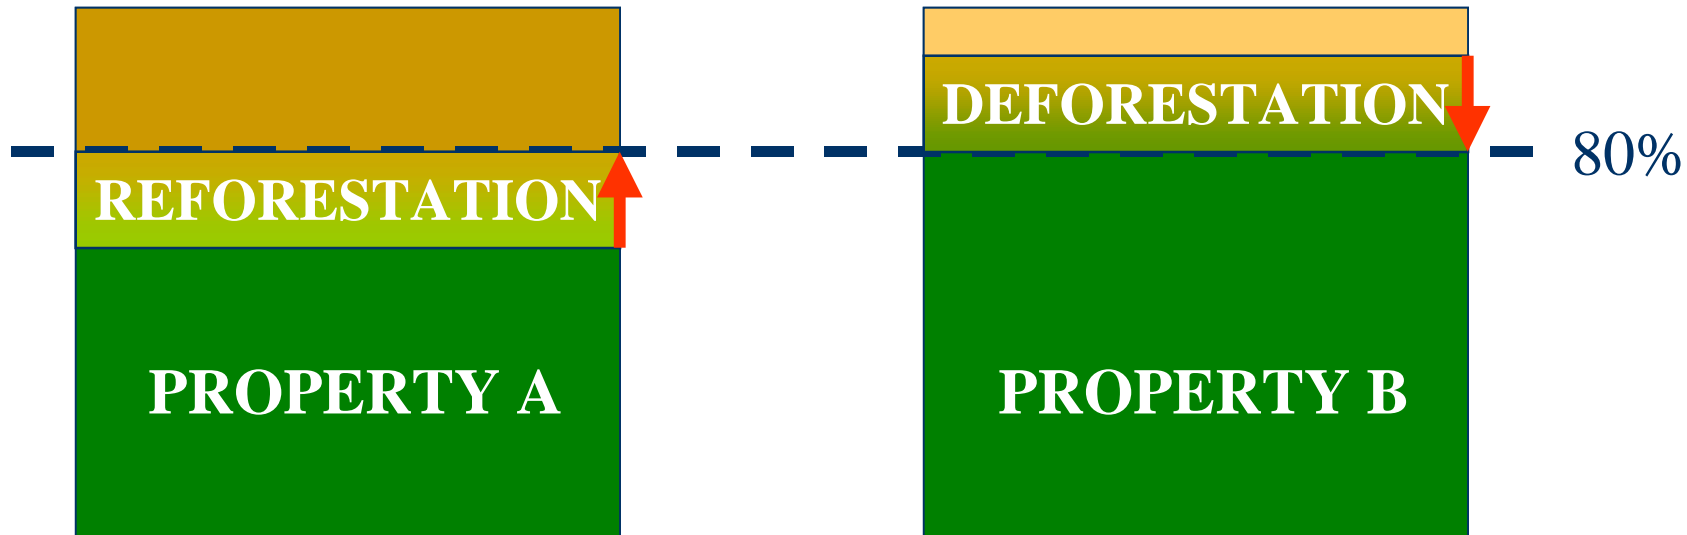 DEFORESTATION
80%
REFORESTATION
PROPERTY A
PROPERTY B